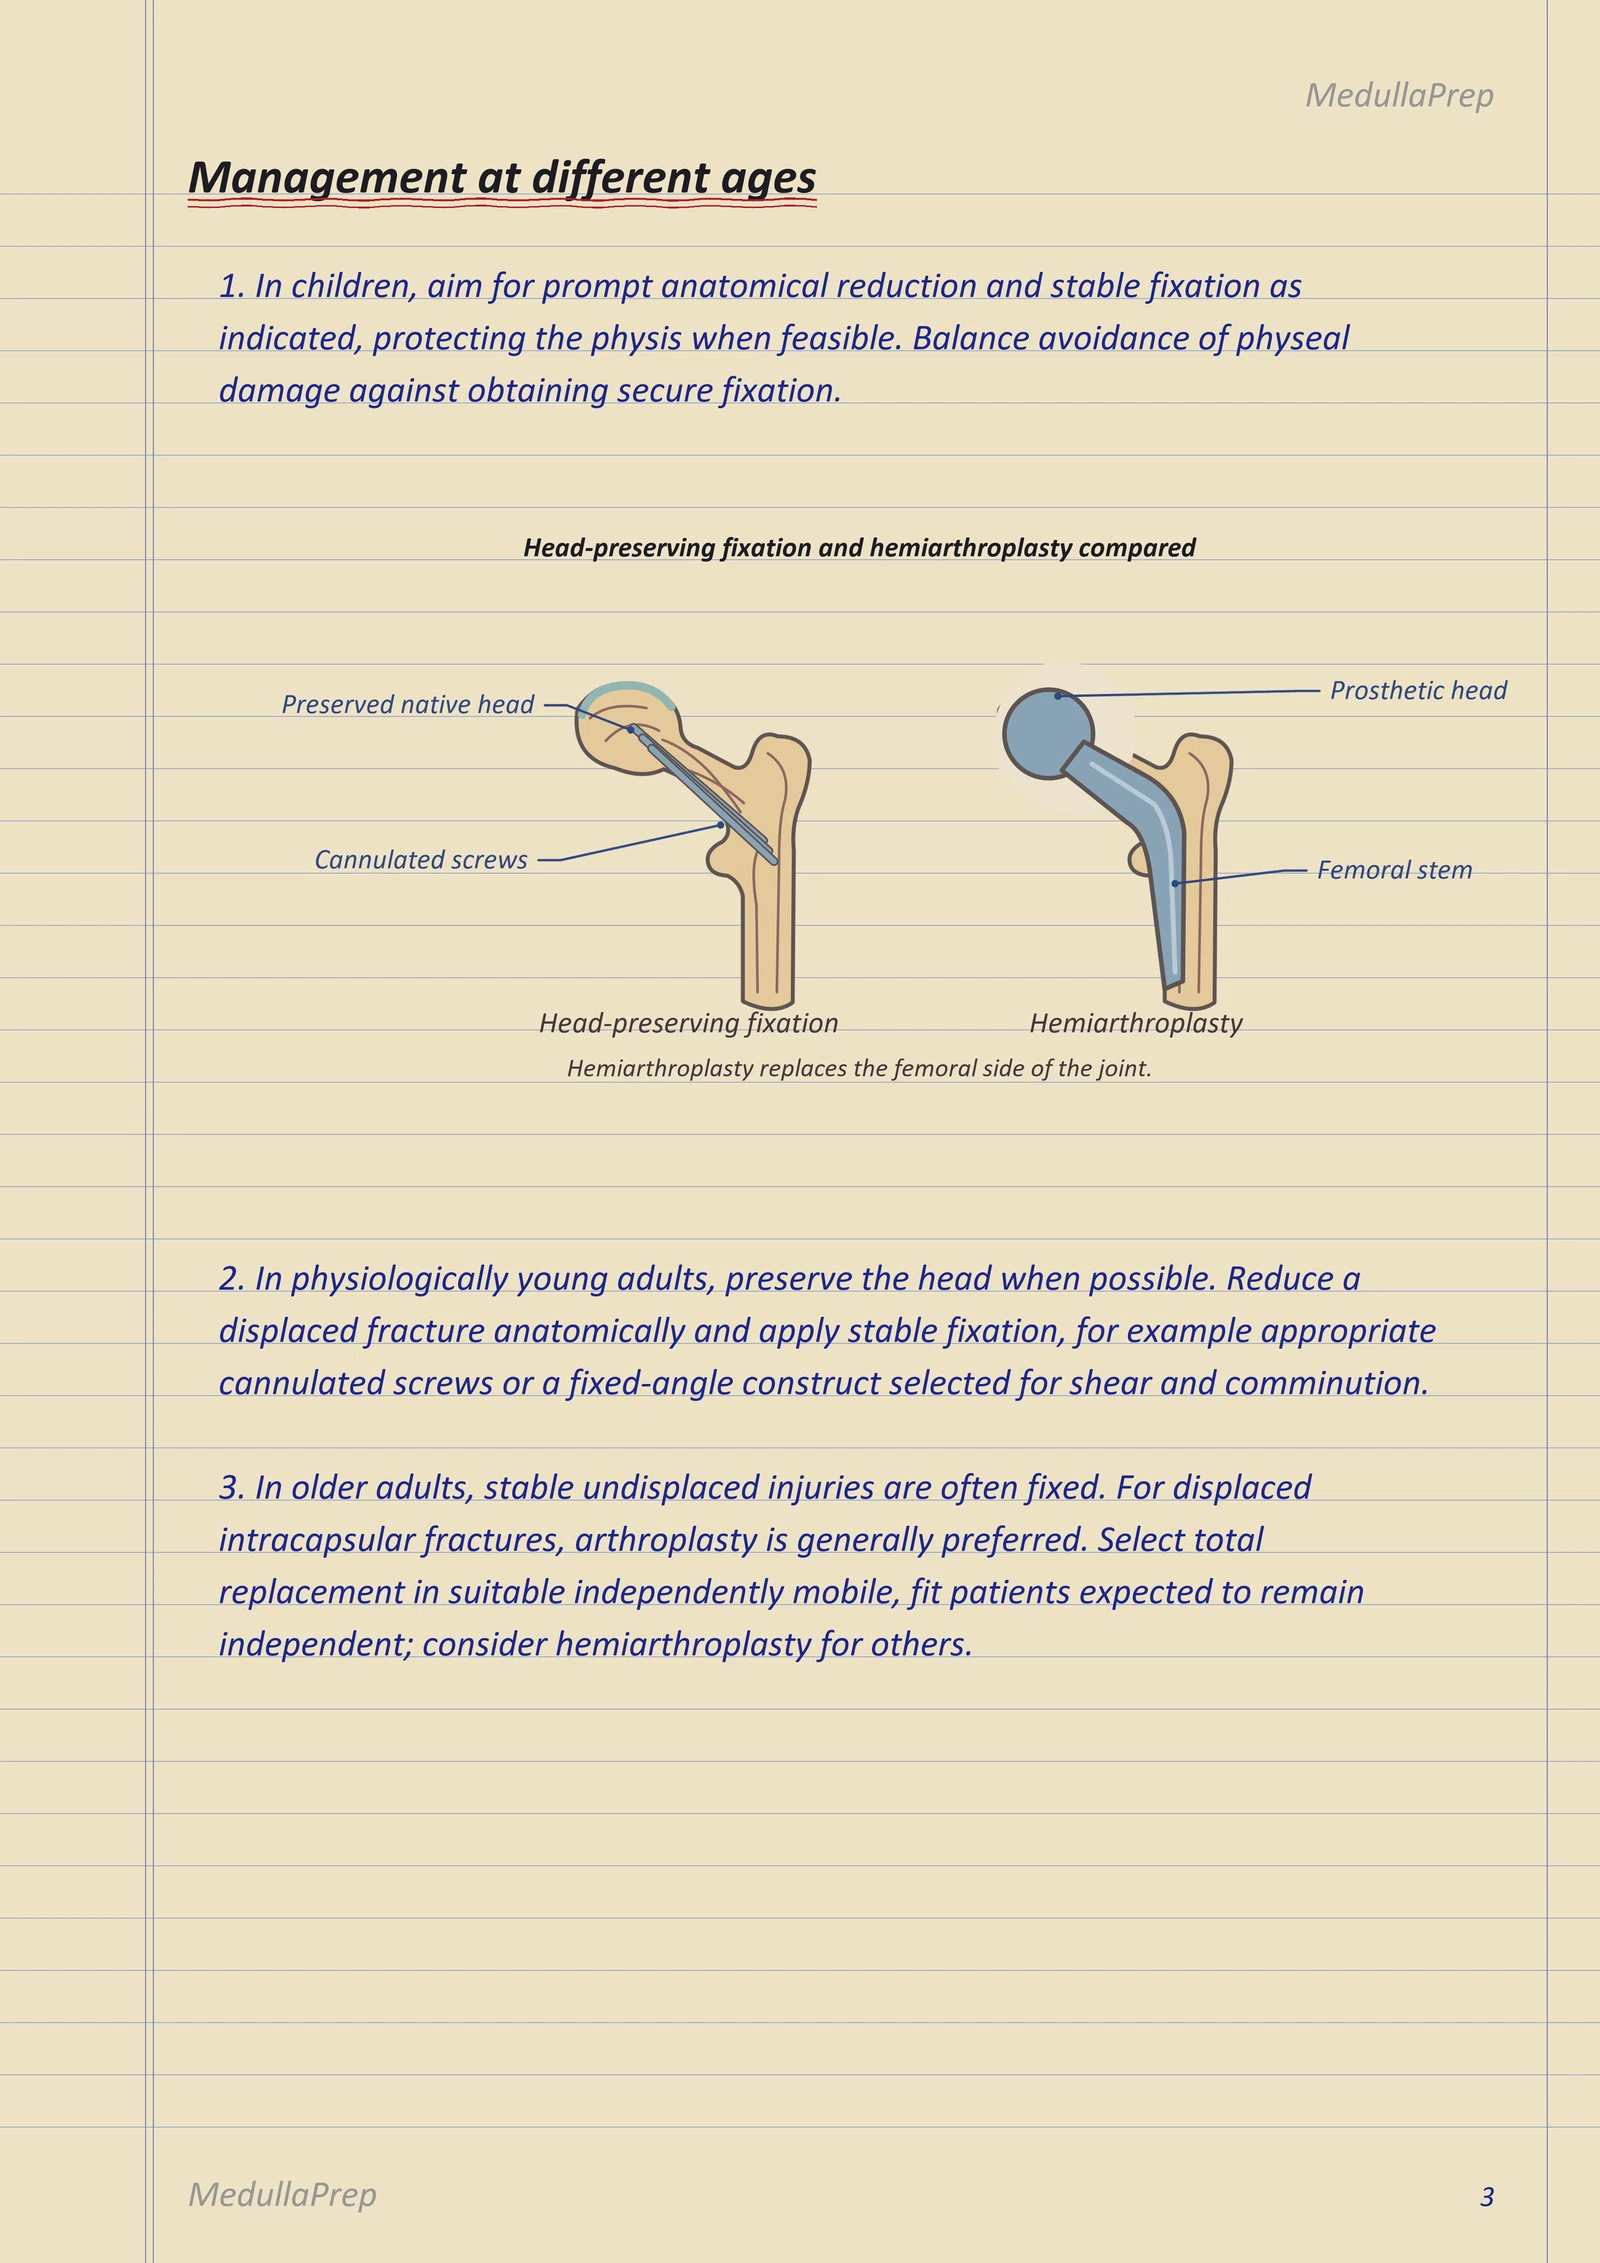 MedullaPrep
Management at different ages
1. In children, aim for prompt anatomical reduction and stable fixation as
indicated, protecting the physis when feasible. Balance avoidance of physeal
damage against obtaining secure fixation.
Head-preserving fixation and hemiarthroplasty compared
Preserved native head
Prosthetic head
Cannulated screws
Femoral stem
Head-preserving fixation
Hemiarthroplasty
Hemiarthroplasty replaces the femoral side of the joint.
2. In physiologically young adults, preserve the head when possible. Reduce a
displaced fracture anatomically and apply stable fixation, for example appropriate
cannulated screws or a fixed-angle construct selected for shear and comminution.
3. In older adults, stable undisplaced injuries are often fixed. For displaced
intracapsular fractures, arthroplasty is generally preferred. Select total
replacement in suitable independently mobile, fit patients expected to remain
independent; consider hemiarthroplasty for others.
MedullaPrep
3